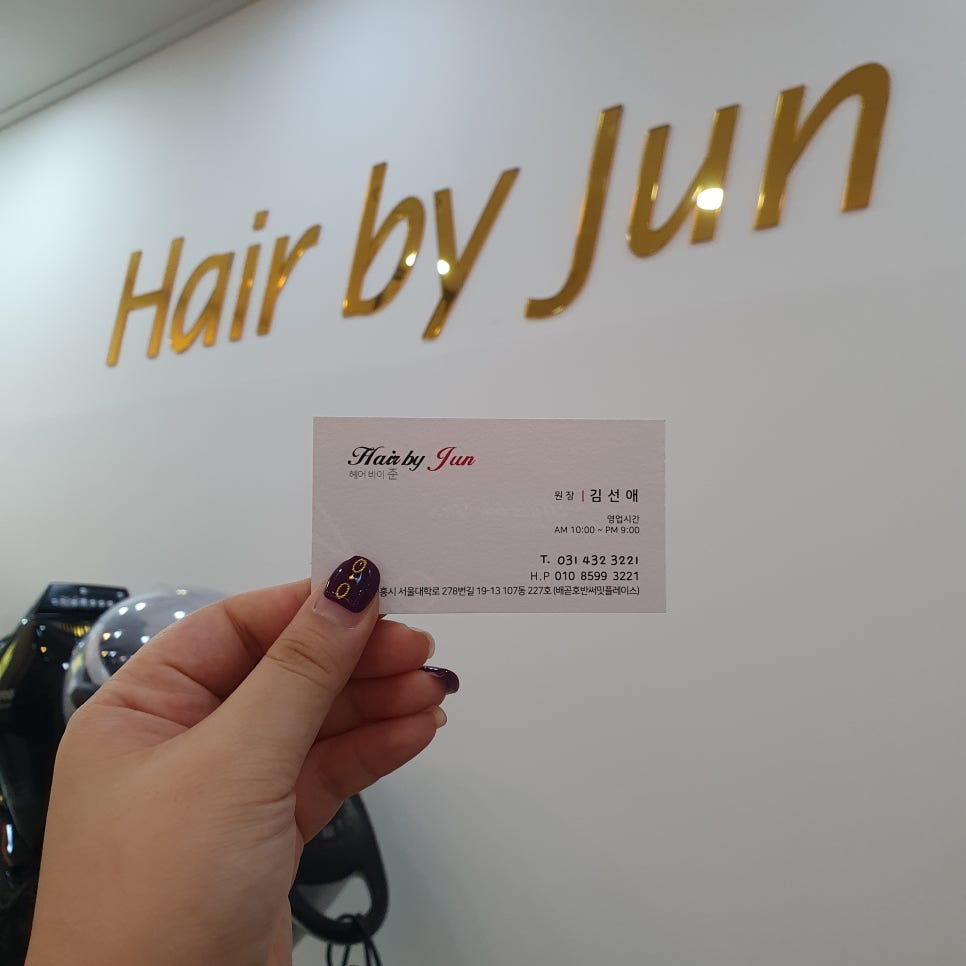 Hair by Jun
Hair by Jun
헤어 바이 준
원장 | 김선애
영업시간
AM 10:00 ~ PM 9:00
T. 031 432 3221
H.P 010 8599 3221
흥시 서울대학로 278번길 19-13 107동 227호 (배곧호반써밋플레이스)